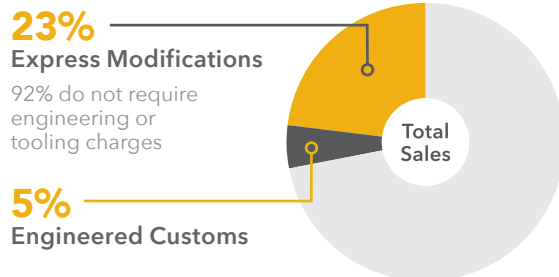 23%
Express Modifications
92% do not require
engineering or
tooling charges
5%
Engineered Customs
Total
Sales